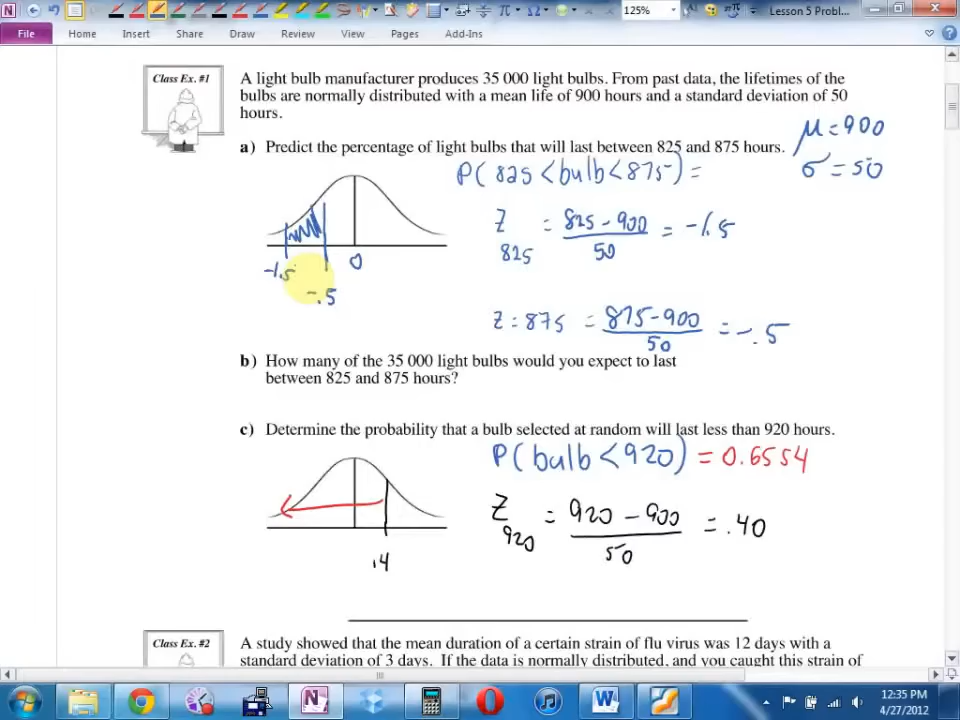 125%
Lesson 5 Probl...
File Home Insert Share Draw Review View Pages Add-Ins
Class Ex. #1
A light bulb manufacturer produces 35 000 light bulbs. From past data, the lifetimes of the
bulbs are normally distributed with a mean life of 900 hours and a standard deviation of 50
hours.
μ = 900
a) Predict the percentage of light bulbs that will last between 825 and 875 hours.
σ = 50
P( 825 < bulb < 875 ) =
Z 825 = 825 - 900 / 50 = -1.5
-1.5 0
-.5
Z = 875 = 875 - 900 / 50 = -.5
b) How many of the 35 000 light bulbs would you expect to last
between 825 and 875 hours?
c) Determine the probability that a bulb selected at random will last less than 920 hours.
P( bulb < 920 ) = 0.6554
Z 920 = 920 - 900 / 50 = .40
.4
Class Ex. #2
A study showed that the mean duration of a certain strain of flu virus was 12 days with a
standard deviation of 3 days. If the data is normally distributed, and you caught this strain of
12:35 PM
4/27/2012